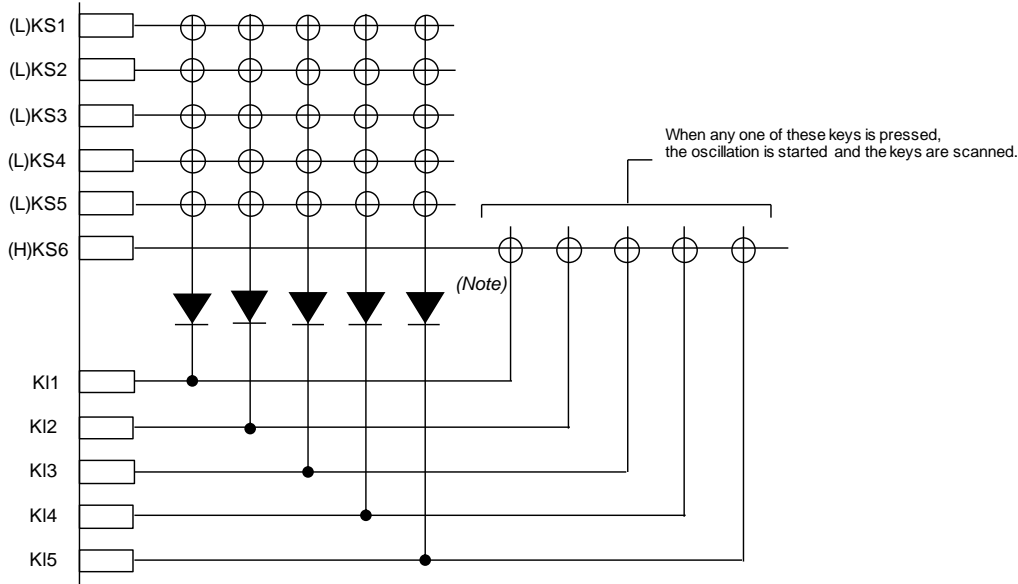 (L)KS1
(L)KS2
(L)KS3
(L)KS4
(L)KS5
(H)KS6
When any one of these keys is pressed,
the oscillation is started and the keys are scanned.
(Note)
KI1
KI2
KI3
KI4
KI5